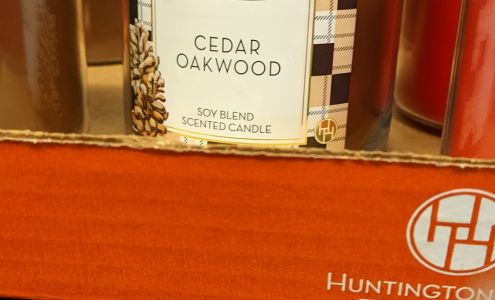 CEDAR
OAKWOOD
SOY BLEND
SCENTED CANDLE
HUNTINGTON